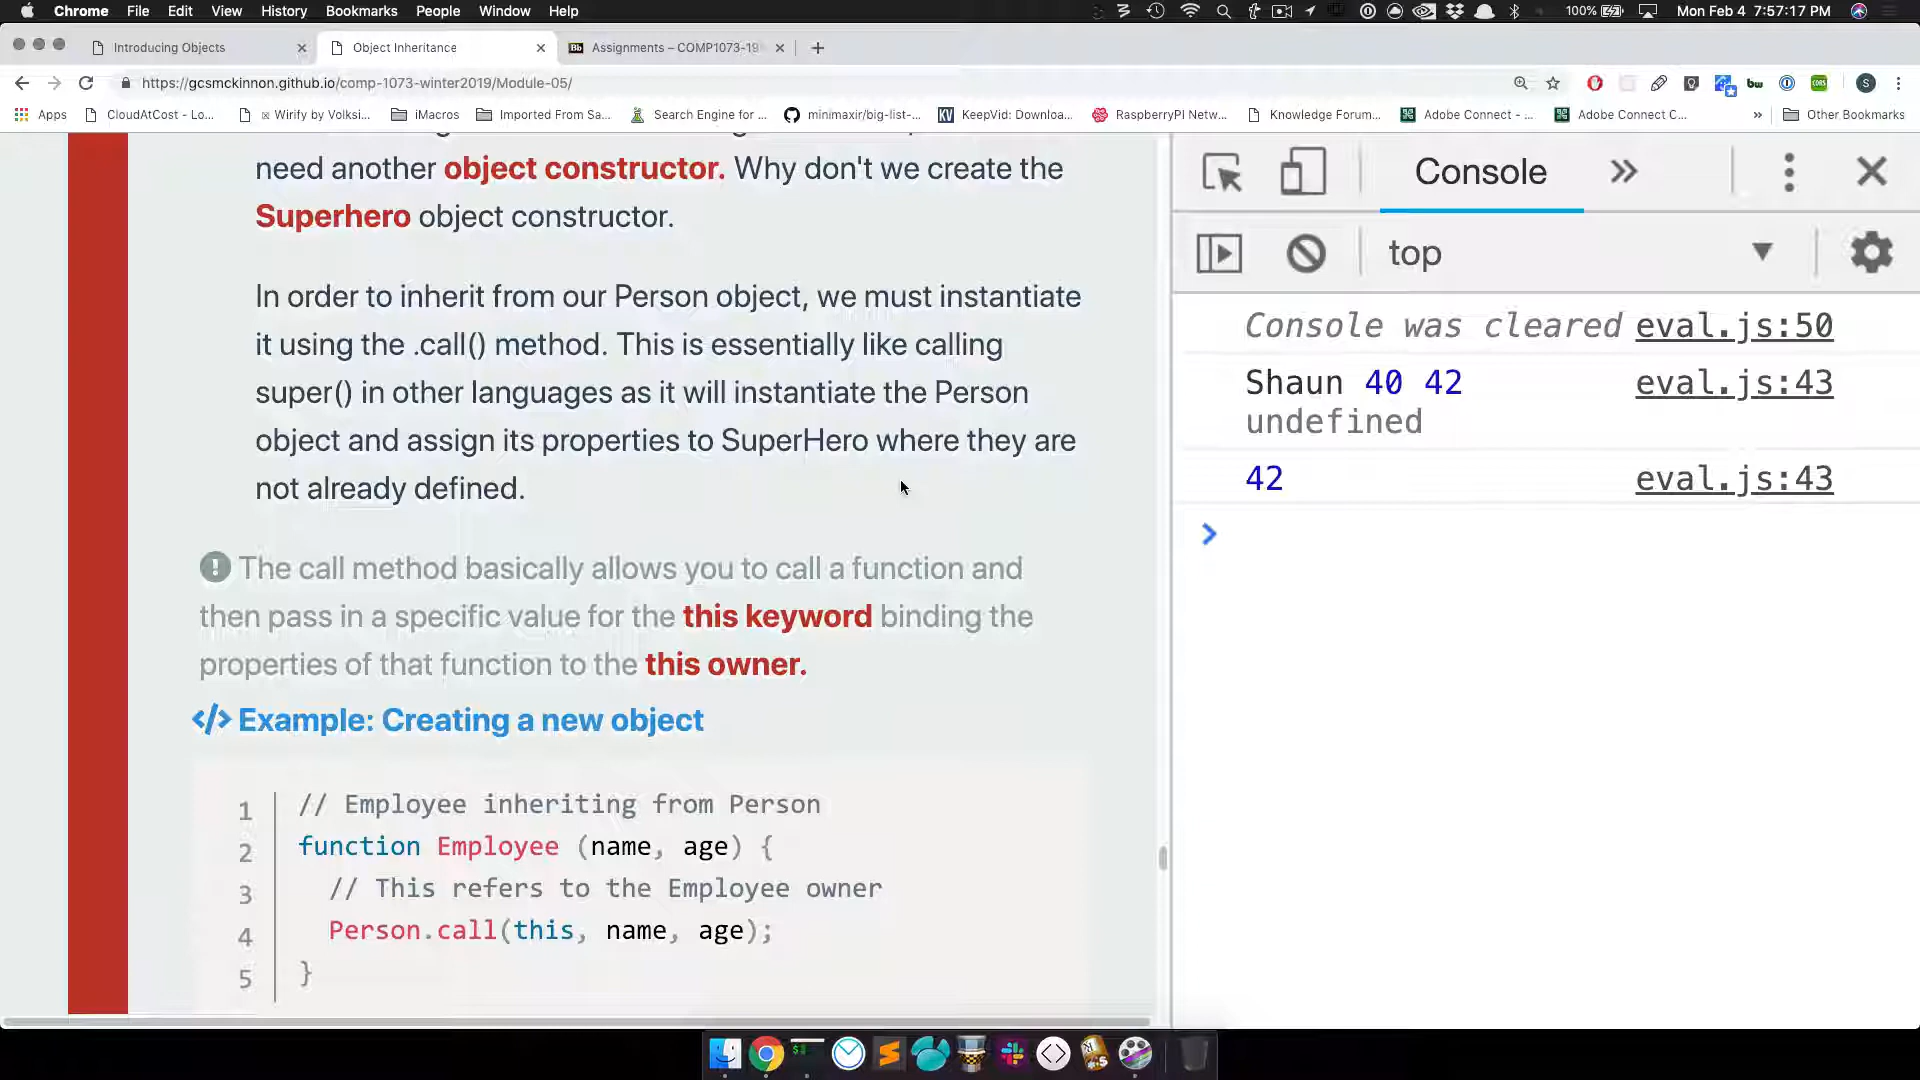 Chrome File Edit View History Bookmarks People Window Help 100% Mon Feb 4 7:57:17 PM
Introducing Objects Object Inheritance Bb Assignments – COMP1073-19
https://gcsmckinnon.github.io/comp-1073-winter2019/Module-05/ bw CORS S
Apps CloudAtCost - Lo... Wirify by Volksi... iMacros Imported From Sa... Search Engine for ... minimaxir/big-list-... KV KeepVid: Downloa... RaspberryPI Netw... Knowledge Forum... Adobe Connect - ... Adobe Connect C... » Other Bookmarks
need another object constructor. Why don't we create the
Superhero object constructor.
In order to inherit from our Person object, we must instantiate
it using the .call() method. This is essentially like calling
super() in other languages as it will instantiate the Person
object and assign its properties to SuperHero where they are
not already defined.
The call method basically allows you to call a function and
then pass in a specific value for the this keyword binding the
properties of that function to the this owner.
</> Example: Creating a new object
1 // Employee inheriting from Person
2 function Employee (name, age) {
3 // This refers to the Employee owner
4 Person.call(this, name, age);
5 }
Console »
top
Console was cleared eval.js:50
Shaun 40 42 eval.js:43
undefined
42 eval.js:43